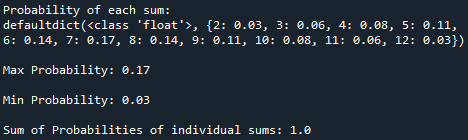 Probability of each sum:
defaultdict(<class 'float'>, {2: 0.03, 3: 0.06, 4: 0.08, 5: 0.11,
6: 0.14, 7: 0.17, 8: 0.14, 9: 0.11, 10: 0.08, 11: 0.06, 12: 0.03})
Max Probability: 0.17
Min Probability: 0.03
Sum of Probabilities of individual sums: 1.0